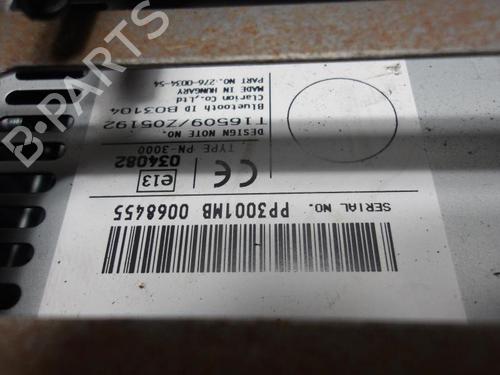 SERIAL NO. PP3001MB 0068455
e13
034082
TYPE PN-3000
DESIGN NOTE NO.
T16509/Z05192
Bluetooth ID B03104
Clarion Co.,Ltd
MADE IN HUNGARY
PART NO. 276-0034-54
B-PARTS